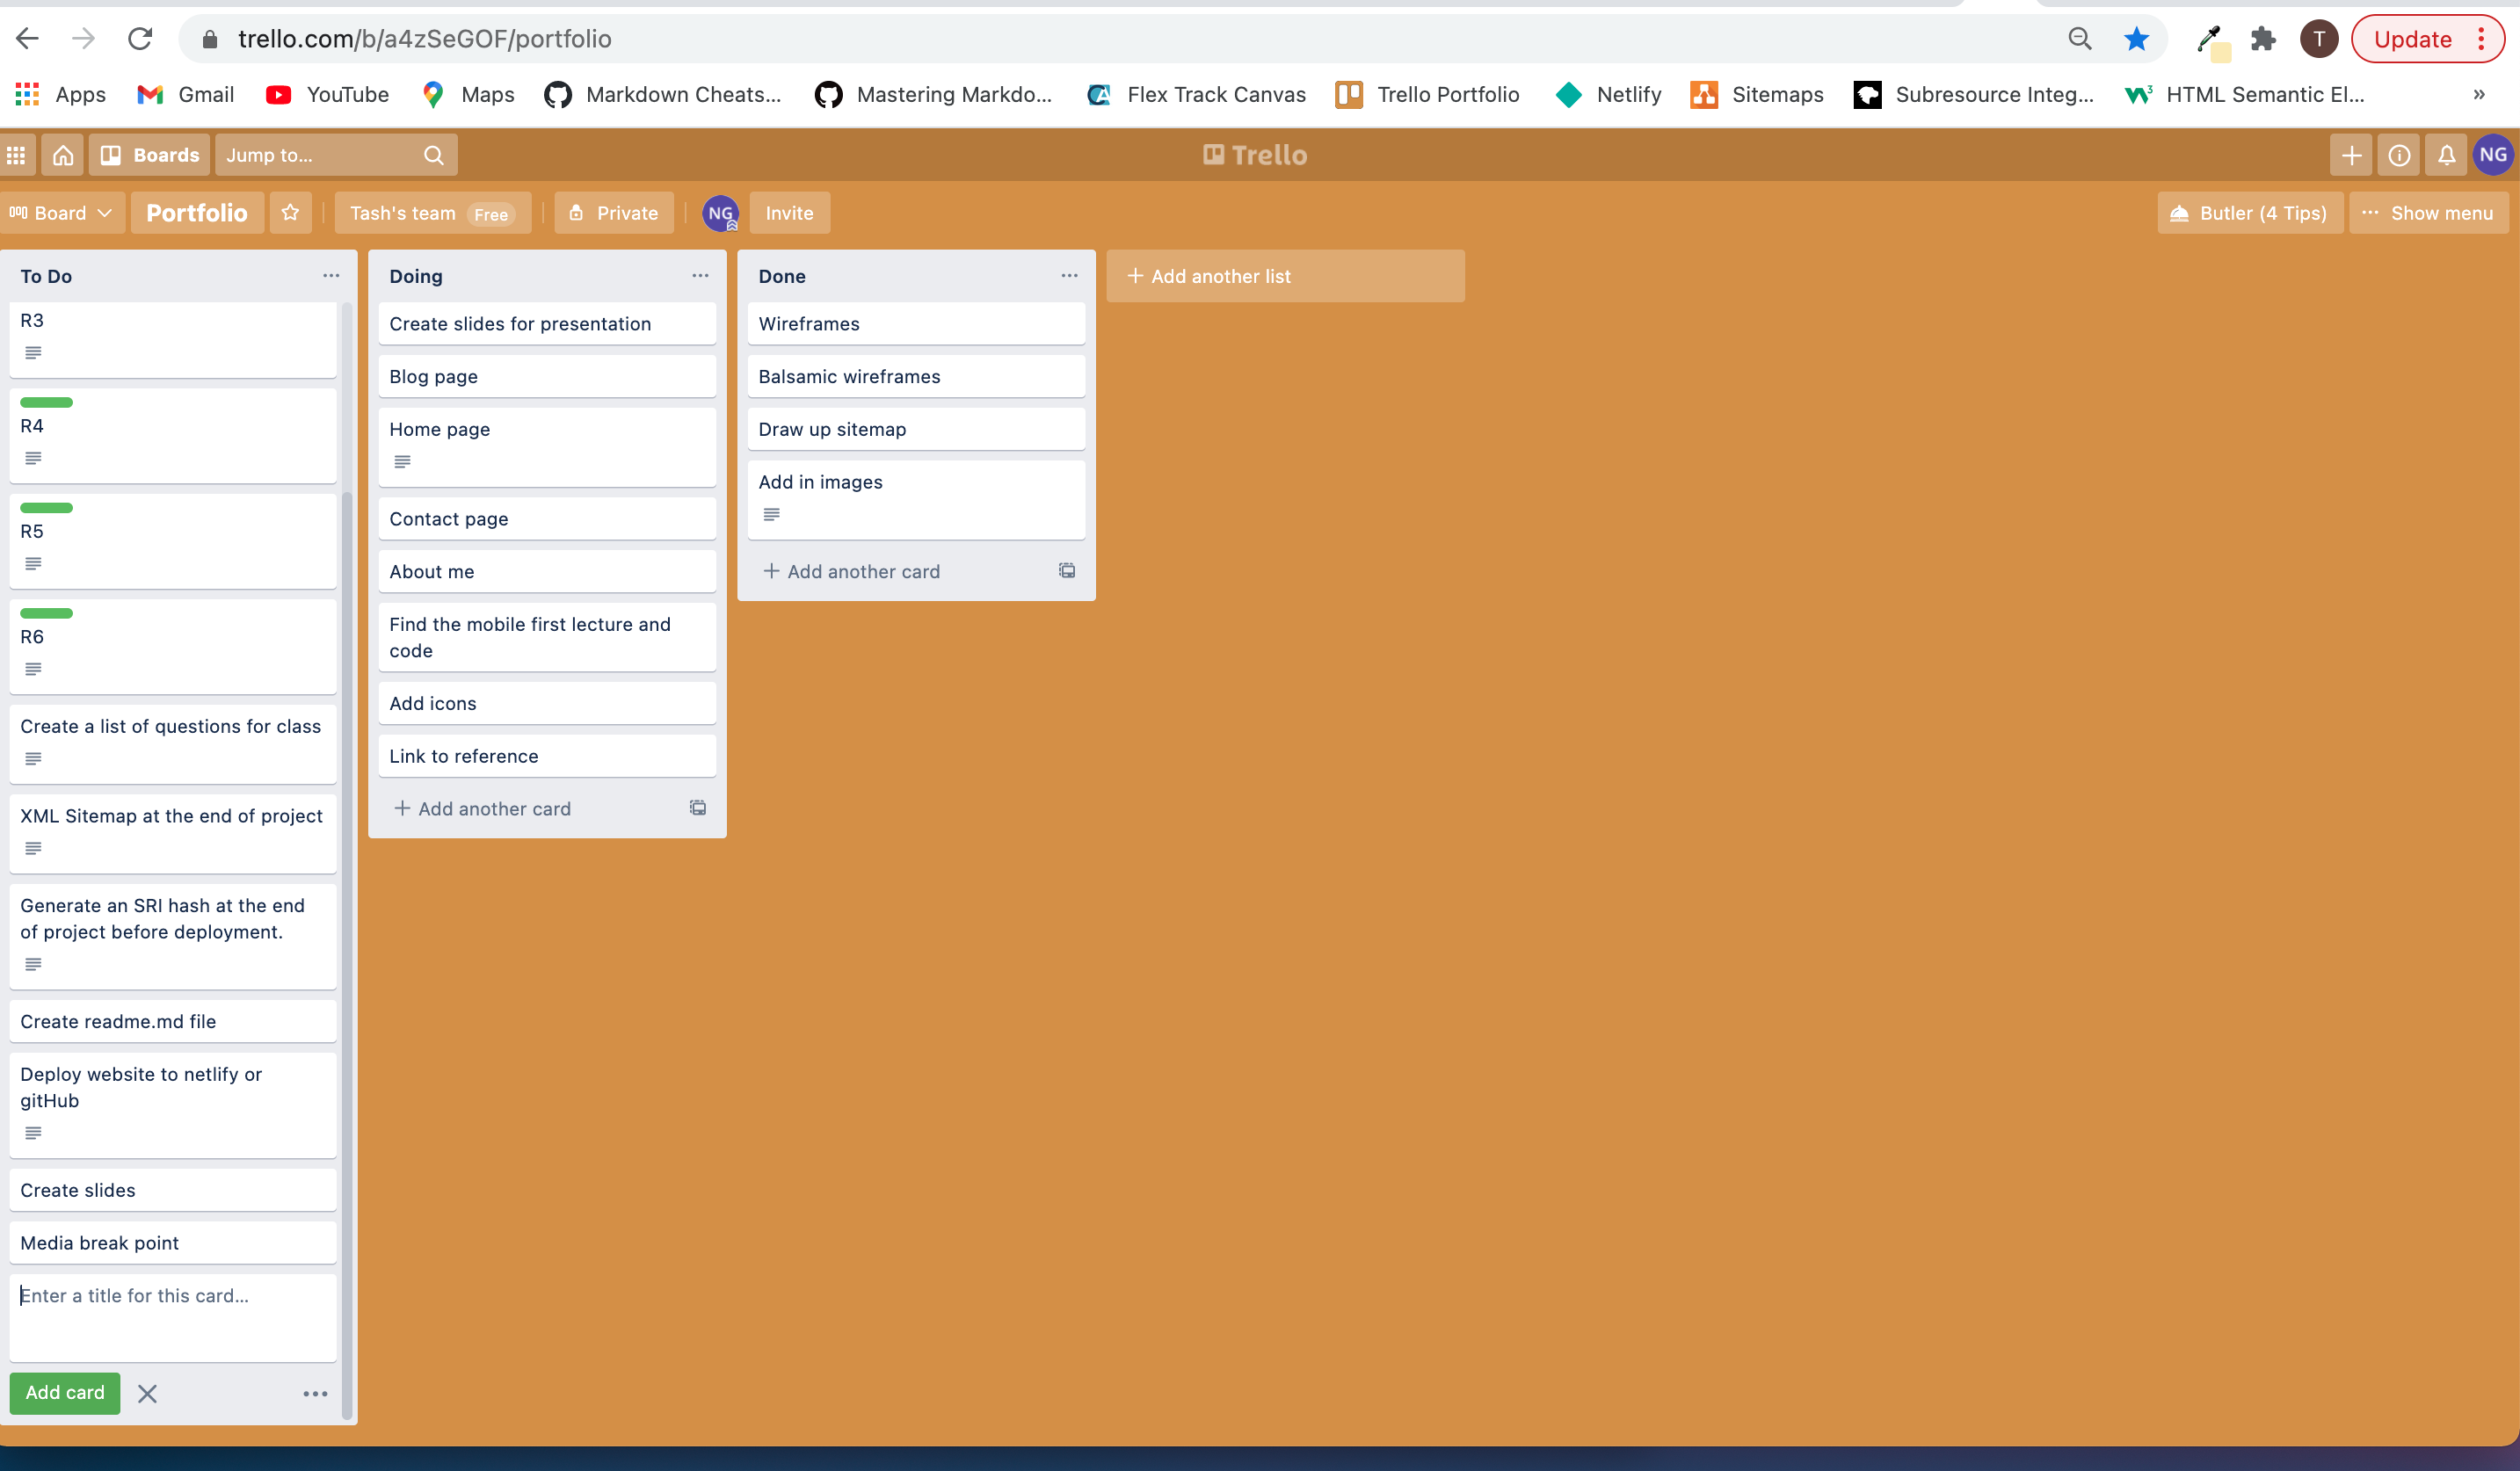 trello.com/b/a4zSeGOF/portfolio
T
Update
Apps
Gmail
YouTube
Maps
Markdown Cheats...
Mastering Markdo...
Flex Track Canvas
Trello Portfolio
Netlify
Sitemaps
Subresource Integ...
HTML Semantic El...
»
Boards
Jump to...
Trello
NG
Board
Portfolio
Tash's team Free
Private
NG
Invite
Butler (4 Tips)
Show menu
To Do
R3
R4
R5
R6
Create a list of questions for class
XML Sitemap at the end of project
Generate an SRI hash at the end
of project before deployment.
Create readme.md file
Deploy website to netlify or
gitHub
Create slides
Media break point
Enter a title for this card...
Add card
Doing
Create slides for presentation
Blog page
Home page
Contact page
About me
Find the mobile first lecture and
code
Add icons
Link to reference
+ Add another card
Done
Wireframes
Balsamic wireframes
Draw up sitemap
Add in images
+ Add another card
+ Add another list